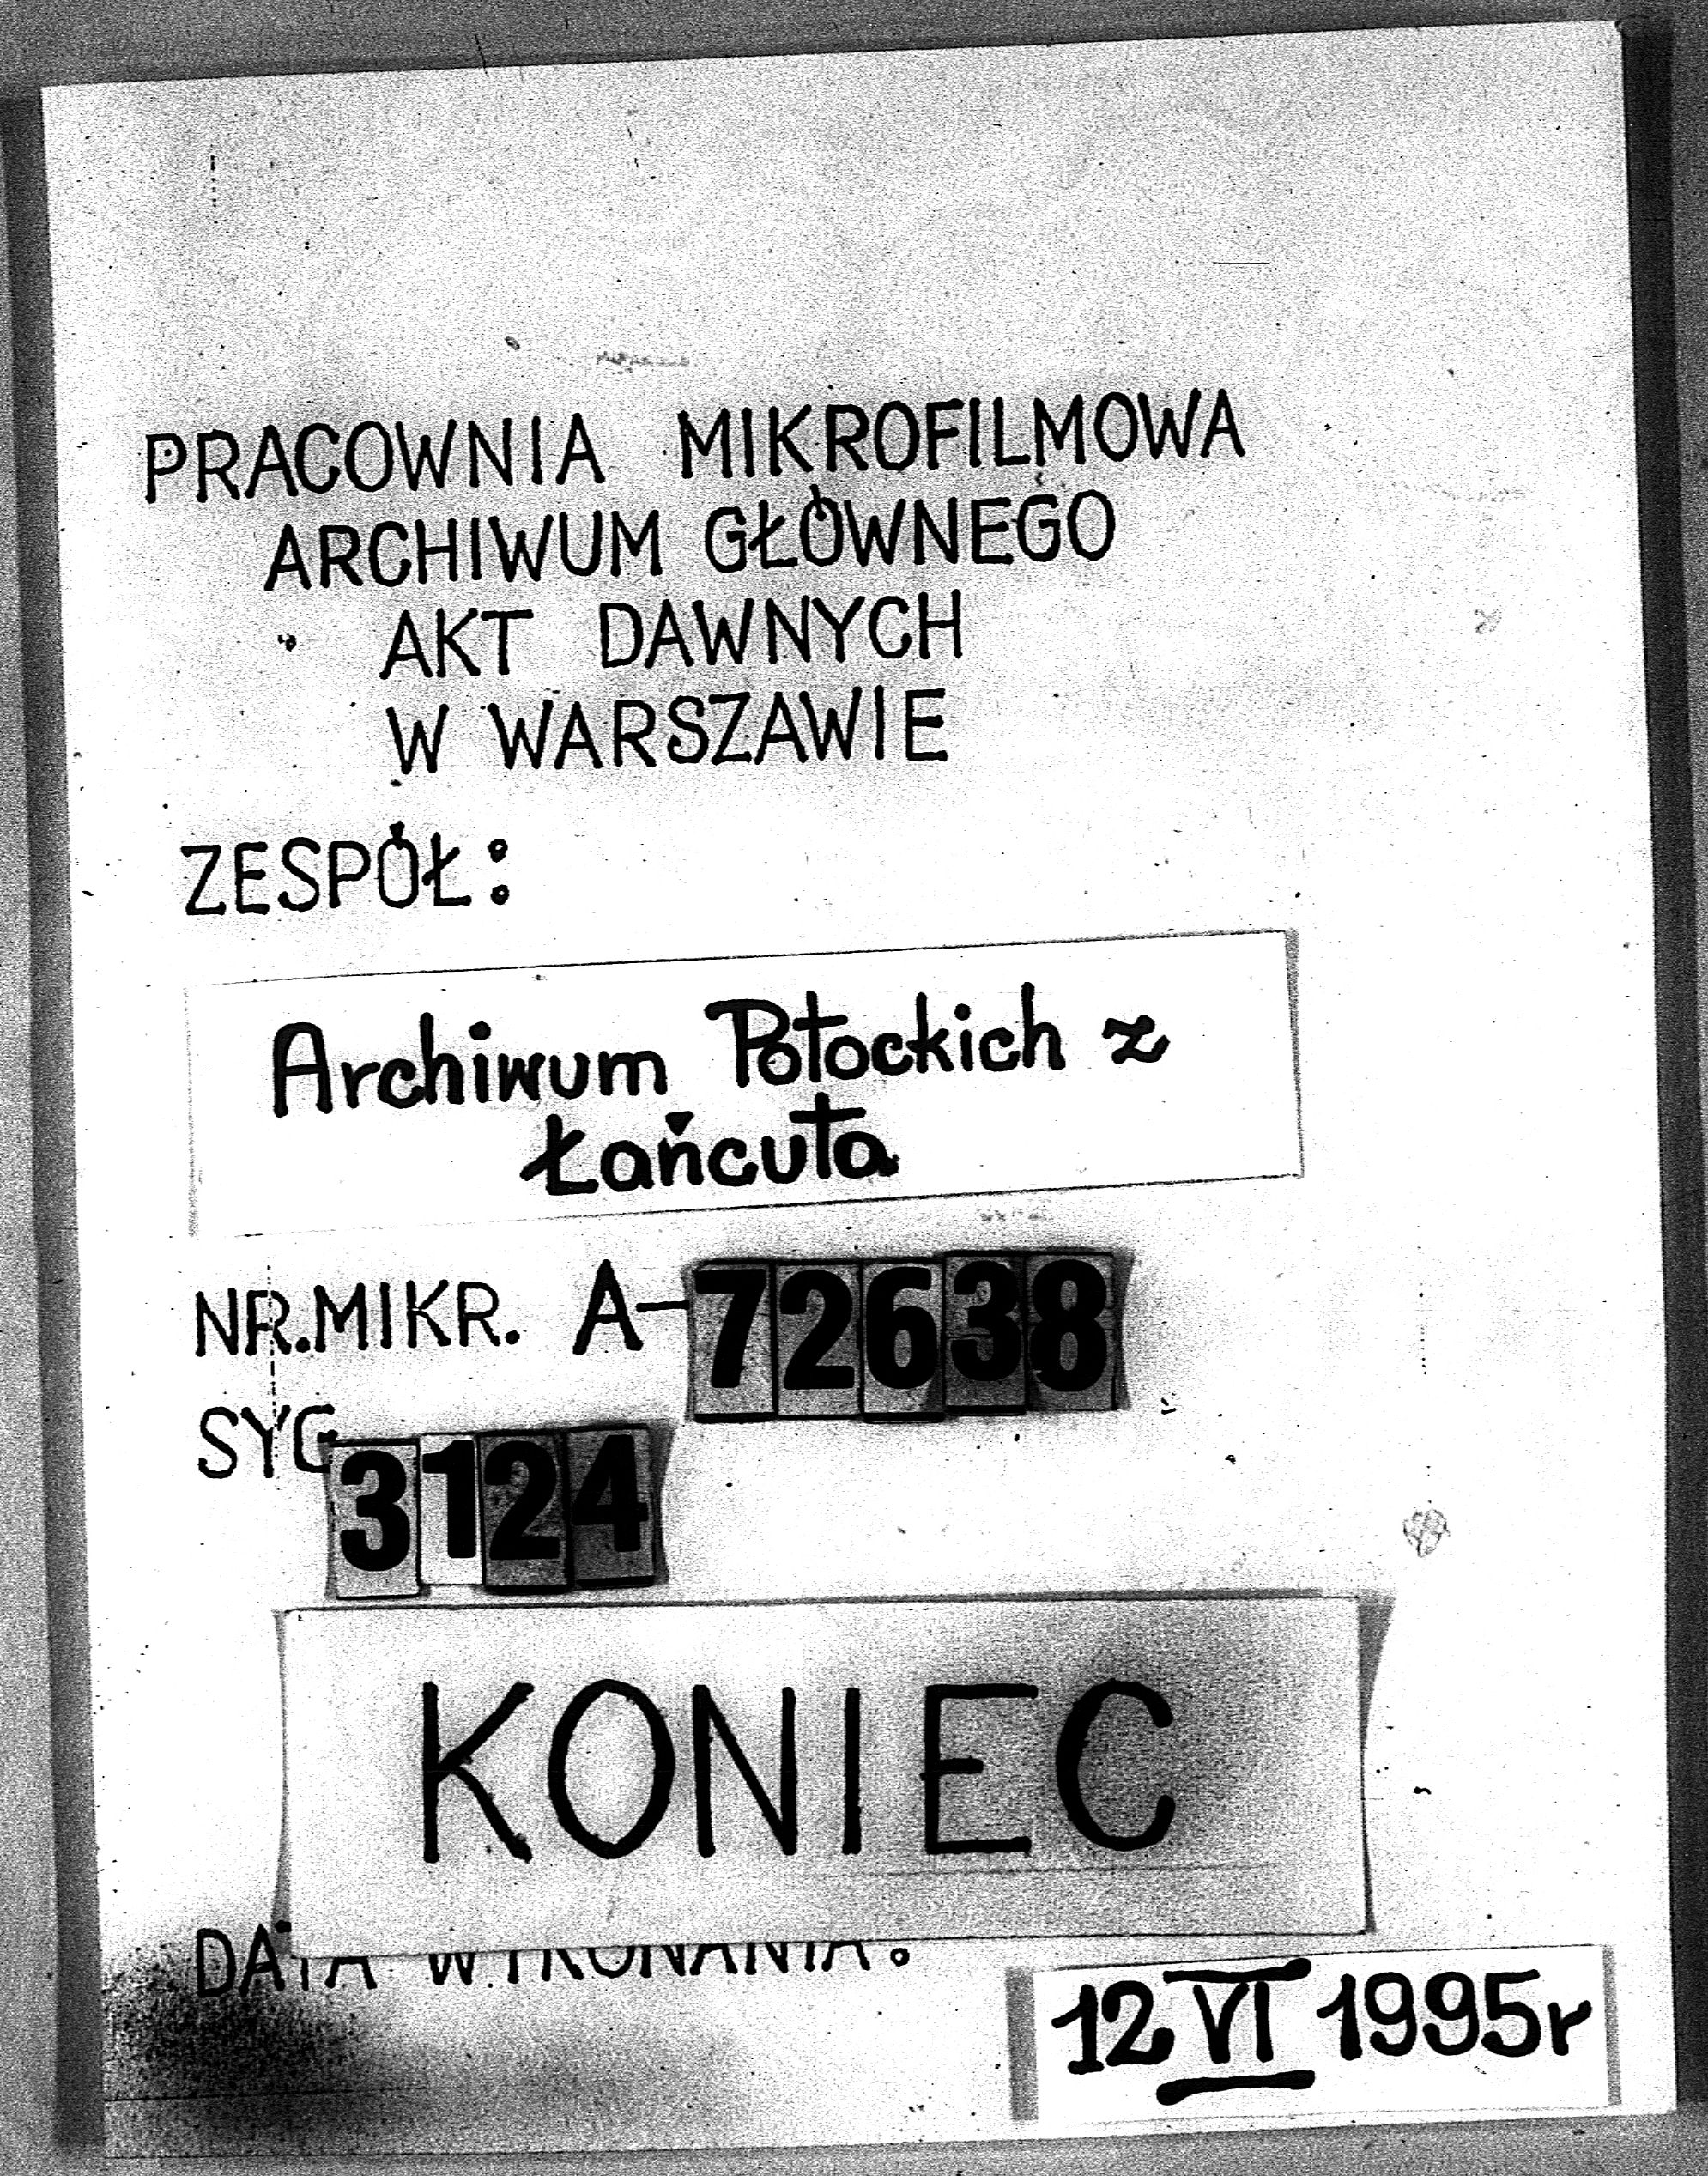 PRACOWNIA MIKROFILMOWA
ARCHIWUM GŁÓWNEGO
AKT DAWNYCH
W WARSZAWIE
ZESPÓŁ:
Archiwum Potockich z
Łańcuta
NR.MIKR. A-72638
SYG 3124
KONIEC
DATA WYKONANIA:
12 VI 1995r